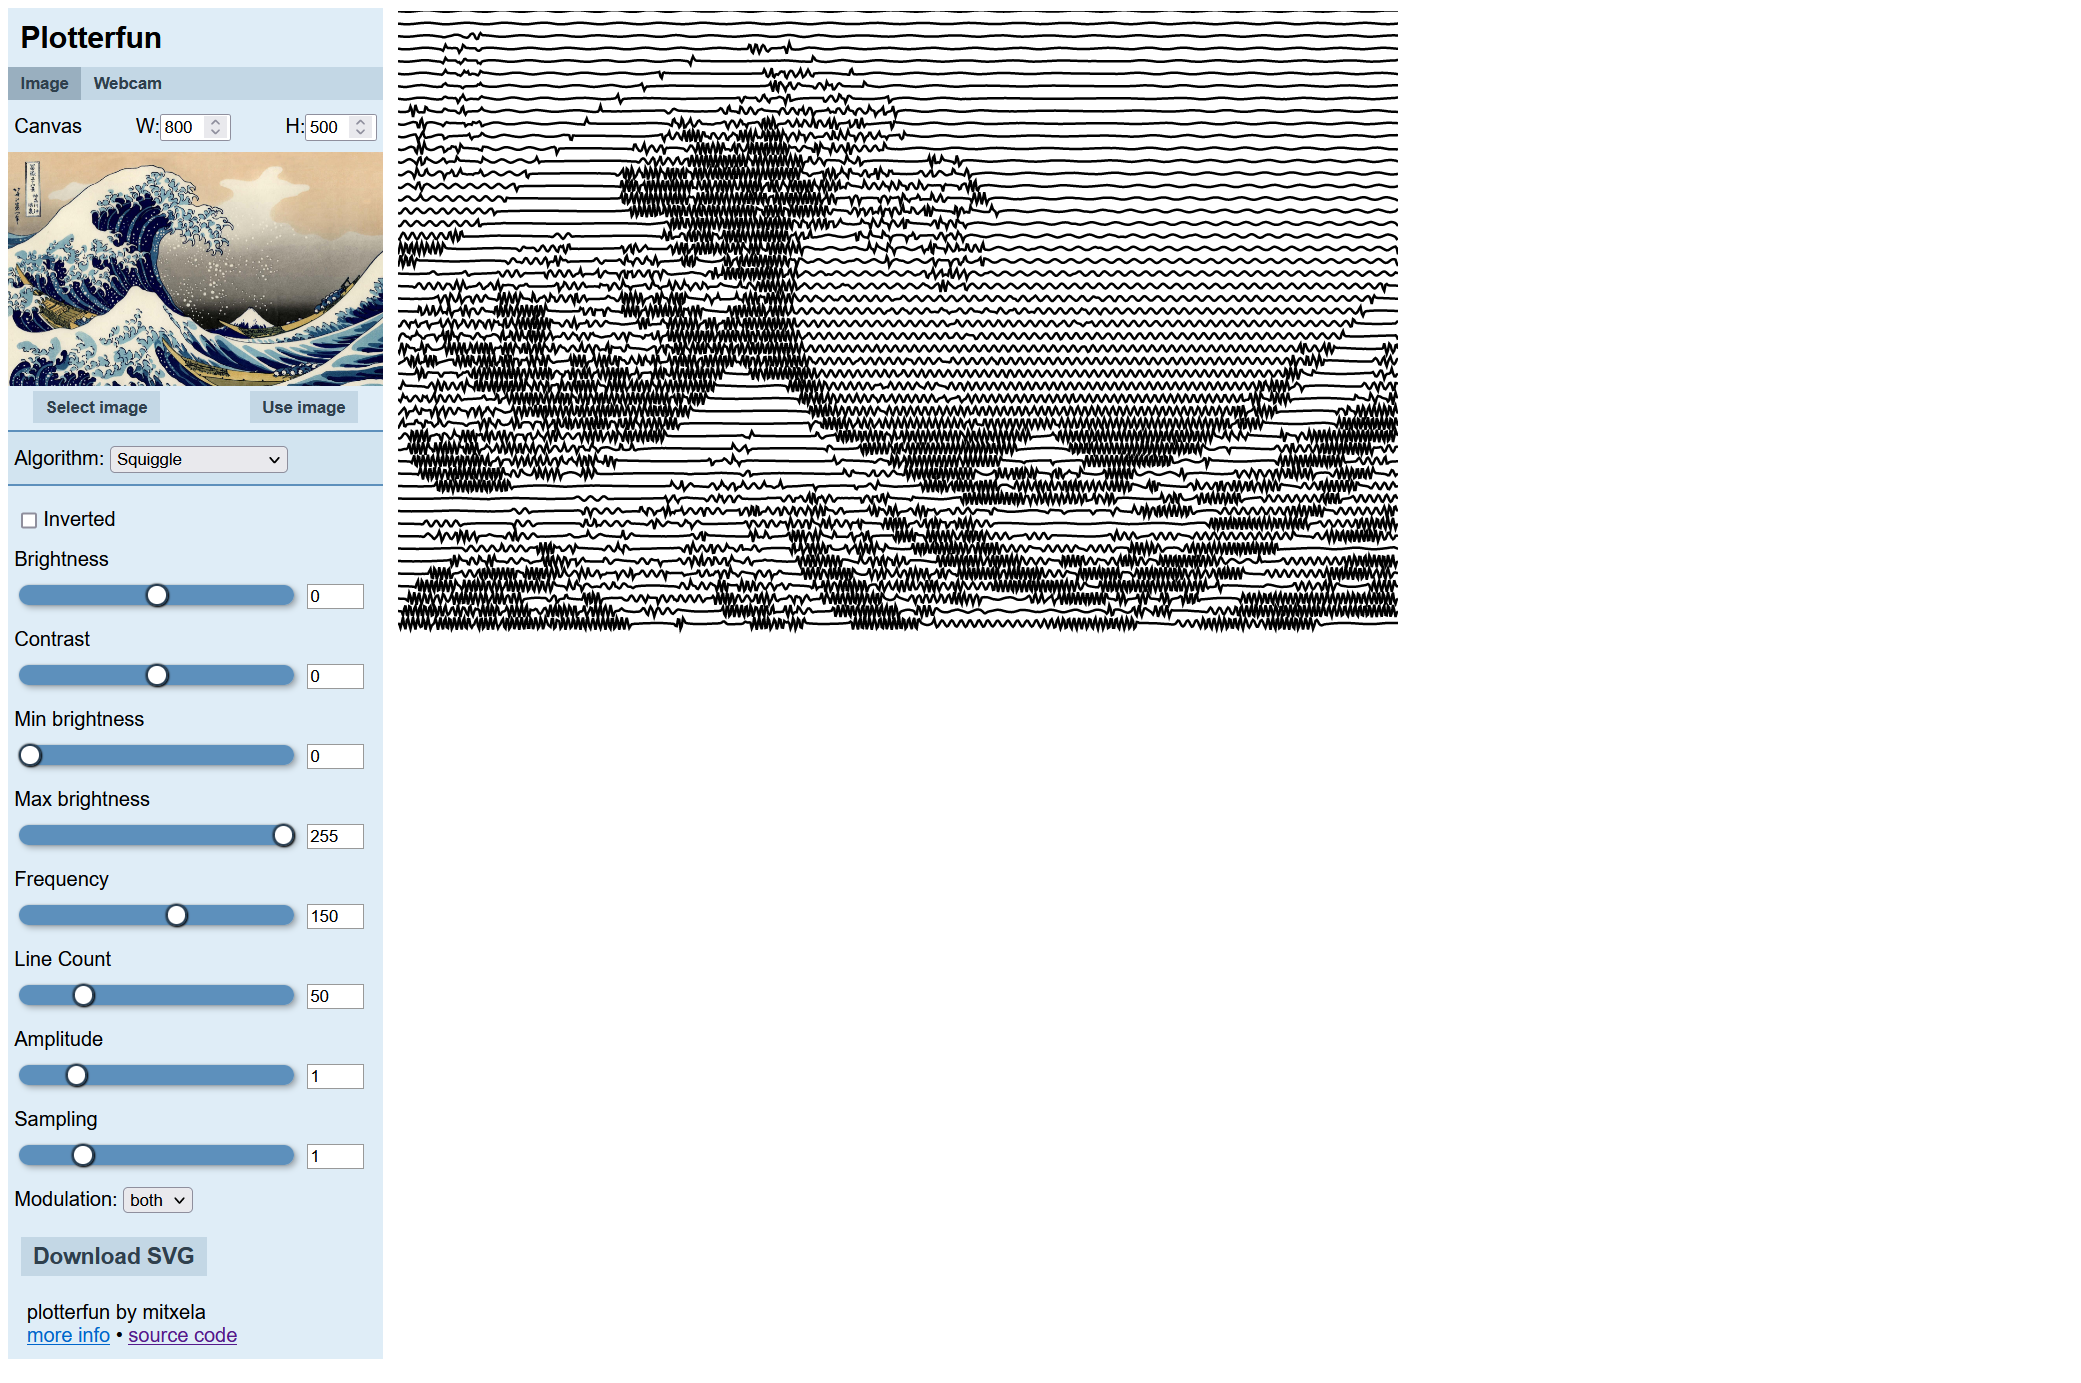 Plotterfun
Image Webcam
Canvas W: 800 H: 500
Select image Use image
Algorithm: Squiggle
Inverted
Brightness
0
Contrast
0
Min brightness
0
Max brightness
255
Frequency
150
Line Count
50
Amplitude
1
Sampling
1
Modulation: both
Download SVG
plotterfun by mitxela
more info • source code